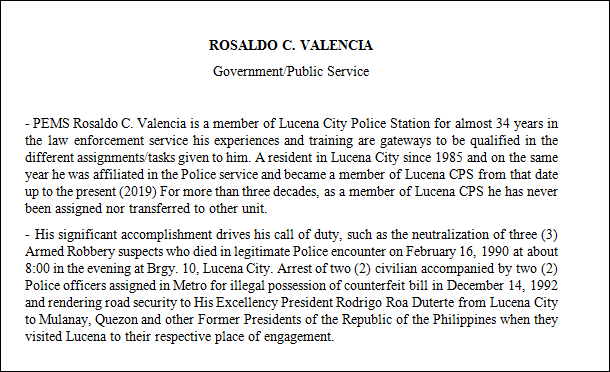 ROSALDO C. VALENCIA
Government/Public Service
- PEMS Rosaldo C. Valencia is a member of Lucena City Police Station for almost 34 years in
the law enforcement service his experiences and training are gateways to be qualified in the
different assignments/tasks given to him. A resident in Lucena City since 1985 and on the same
year he was affiliated in the Police service and became a member of Lucena CPS from that date
up to the present (2019) For more than three decades, as a member of Lucena CPS he has never
been assigned nor transferred to other unit.
- His significant accomplishment drives his call of duty, such as the neutralization of three (3)
Armed Robbery suspects who died in legitimate Police encounter on February 16, 1990 at about
8:00 in the evening at Brgy. 10, Lucena City. Arrest of two (2) civilian accompanied by two (2)
Police officers assigned in Metro for illegal possession of counterfeit bill in December 14, 1992
and rendering road security to His Excellency President Rodrigo Roa Duterte from Lucena City
to Mulanay, Quezon and other Former Presidents of the Republic of the Philippines when they
visited Lucena to their respective place of engagement.